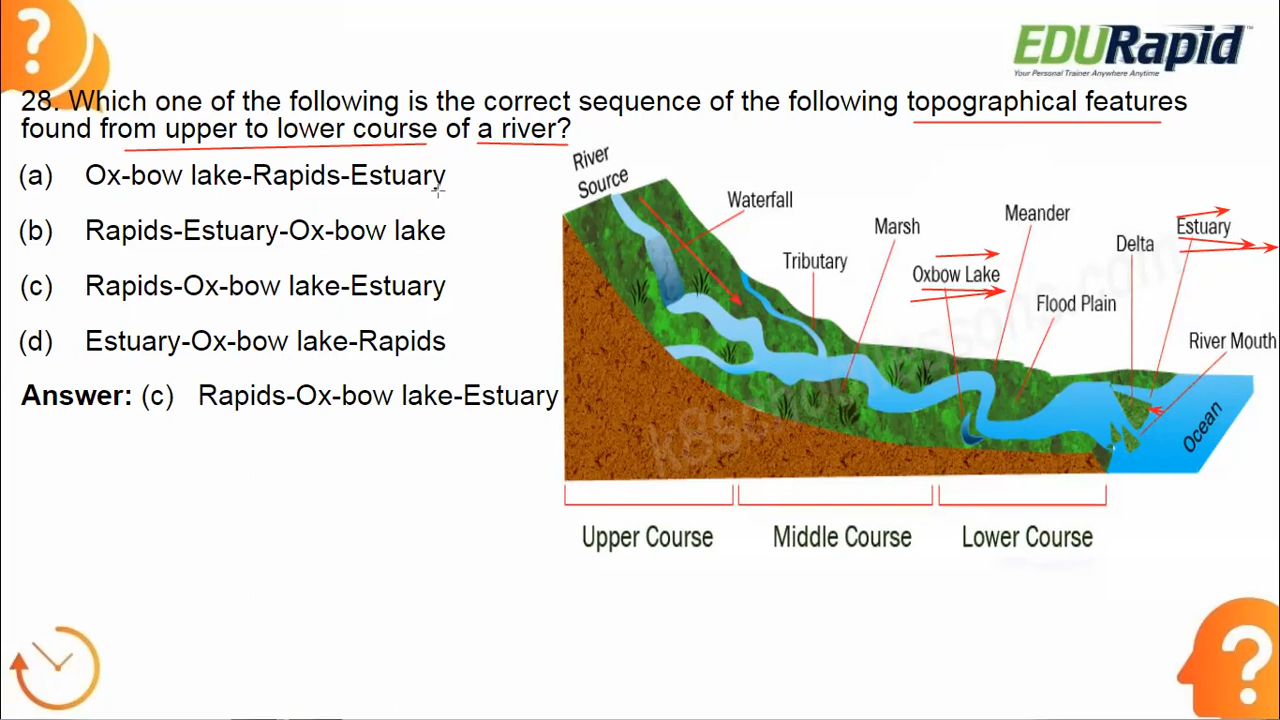 EDURapid™
Your Personal Trainer Anywhere Anytime
28. Which one of the following is the correct sequence of the following topographical features
found from upper to lower course of a river?
(a) Ox-bow lake-Rapids-Estuary
(b) Rapids-Estuary-Ox-bow lake
(c) Rapids-Ox-bow lake-Estuary
(d) Estuary-Ox-bow lake-Rapids
Answer: (c) Rapids-Ox-bow lake-Estuary
River
Source
Waterfall
Tributary
Marsh
Oxbow Lake
Meander
Flood Plain
Delta
Estuary
River Mouth
Ocean
Upper Course
Middle Course
Lower Course